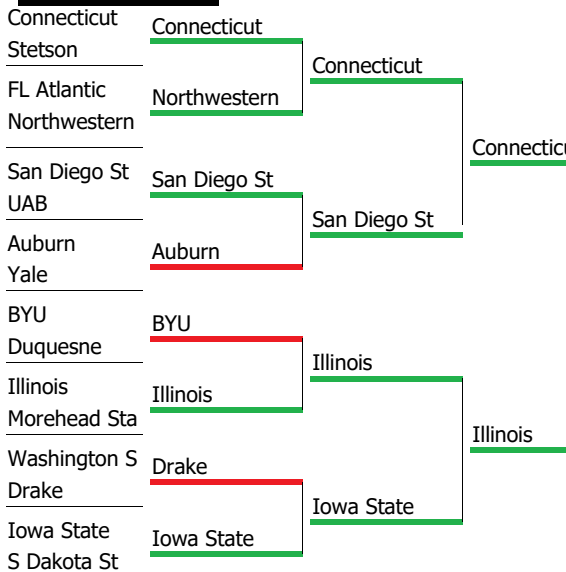 Connecticut
Stetson
FL Atlantic
Northwestern
San Diego St
UAB
Auburn
Yale
BYU
Duquesne
Illinois
Morehead Sta
Washington S
Drake
Iowa State
S Dakota St
Connecticut
Northwestern
San Diego St
Auburn
BYU
Illinois
Drake
Iowa State
Connecticut
San Diego St
Illinois
Iowa State
Connecticu
Illinois